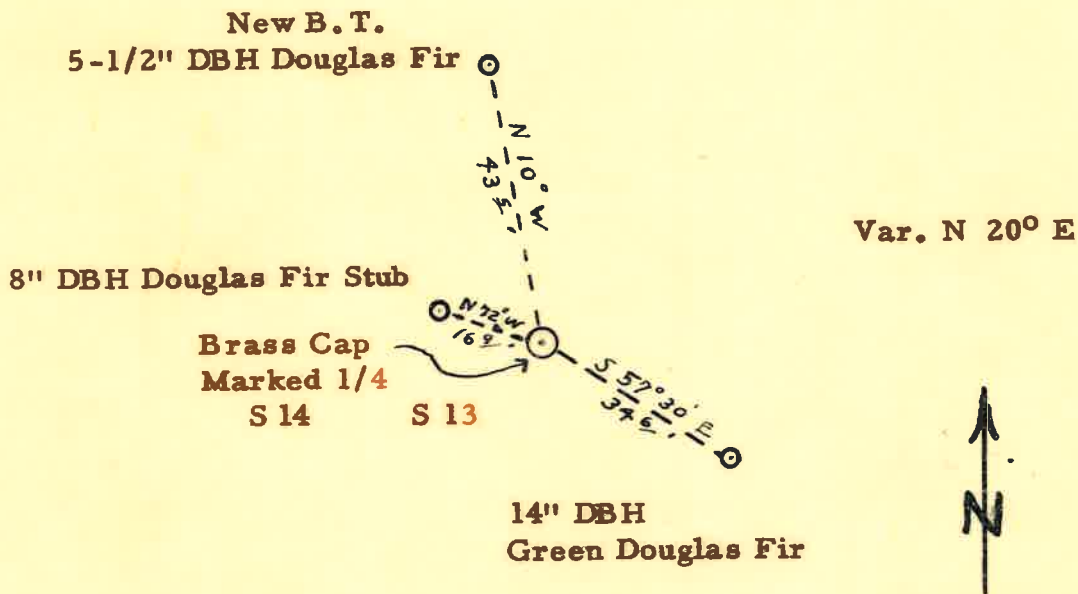 New B.T.
5-1/2" DBH Douglas Fir
N 10° W
43 5'
Var. N 20° E
8" DBH Douglas Fir Stub
N 72° W
16 9'
Brass Cap
Marked 1/4
S 14 S 13
S 57° 30' E
34 6'
14" DBH
Green Douglas Fir
N